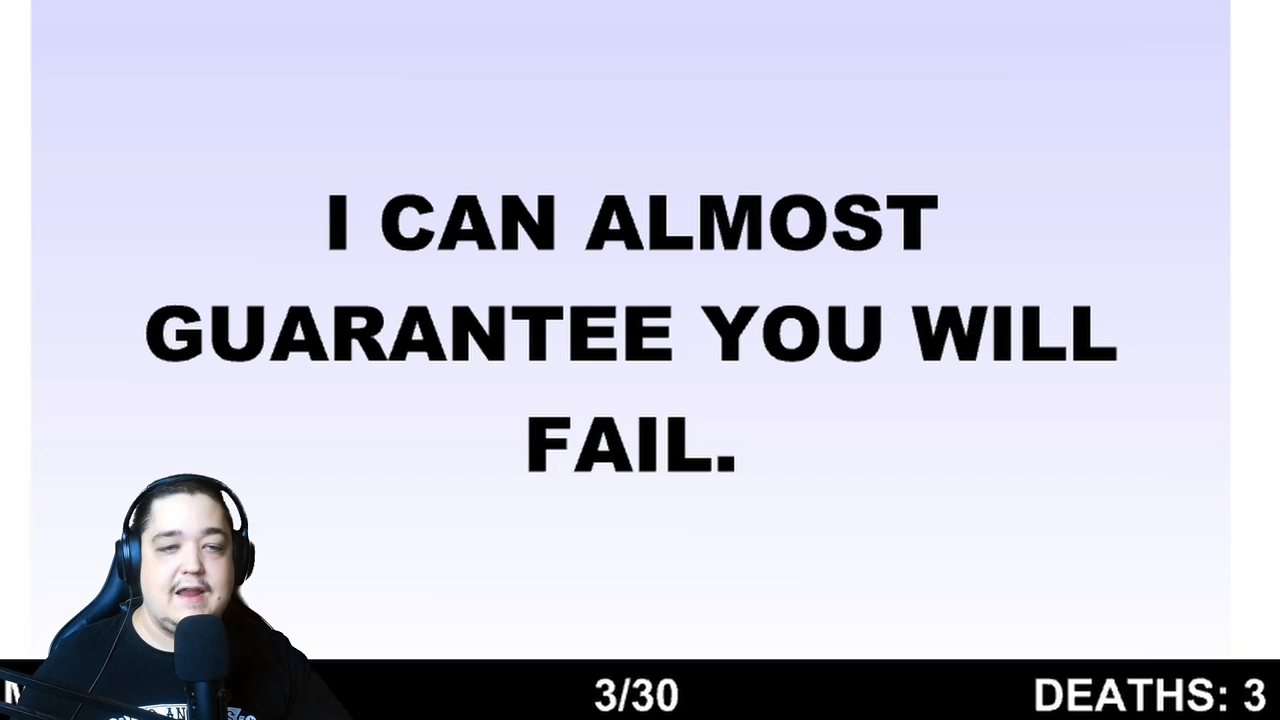 I CAN ALMOST
GUARANTEE YOU WILL
FAIL.
3/30
DEATHS: 3